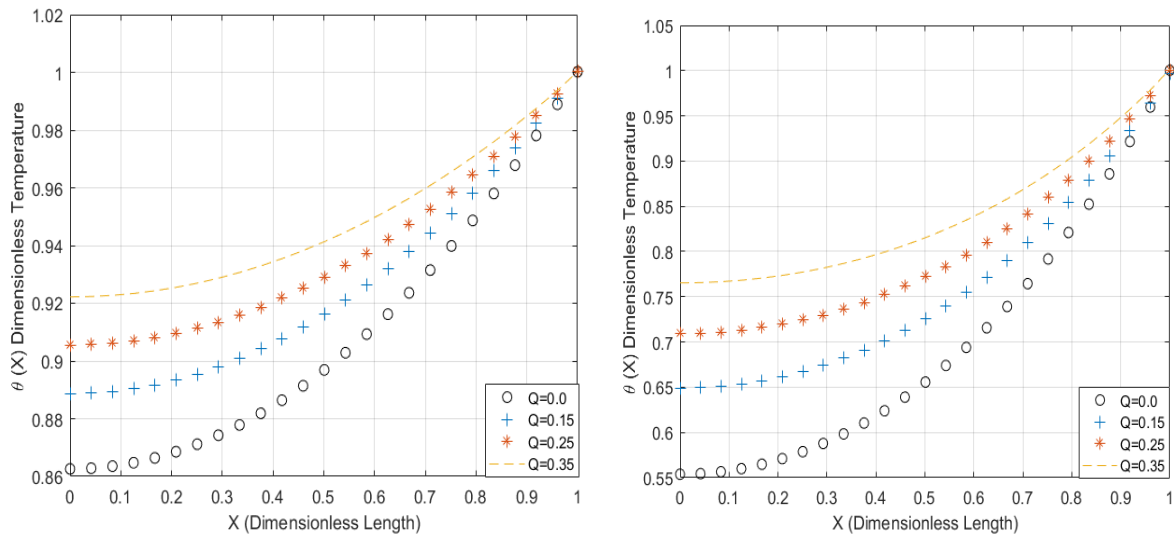 1.02
1
0.98
0.96
0.94
0.92
0.9
0.88
0.86
θ (X) Dimensionless Temperature
0 0.1 0.2 0.3 0.4 0.5 0.6 0.7 0.8 0.9 1
X (Dimensionless Length)
Q=0.0
Q=0.15
Q=0.25
Q=0.35
1.05
1
0.95
0.9
0.85
0.8
0.75
0.7
0.65
0.6
0.55
θ (X) Dimensionless Temperature
0 0.1 0.2 0.3 0.4 0.5 0.6 0.7 0.8 0.9 1
X (Dimensionless Length)
Q=0.0
Q=0.15
Q=0.25
Q=0.35